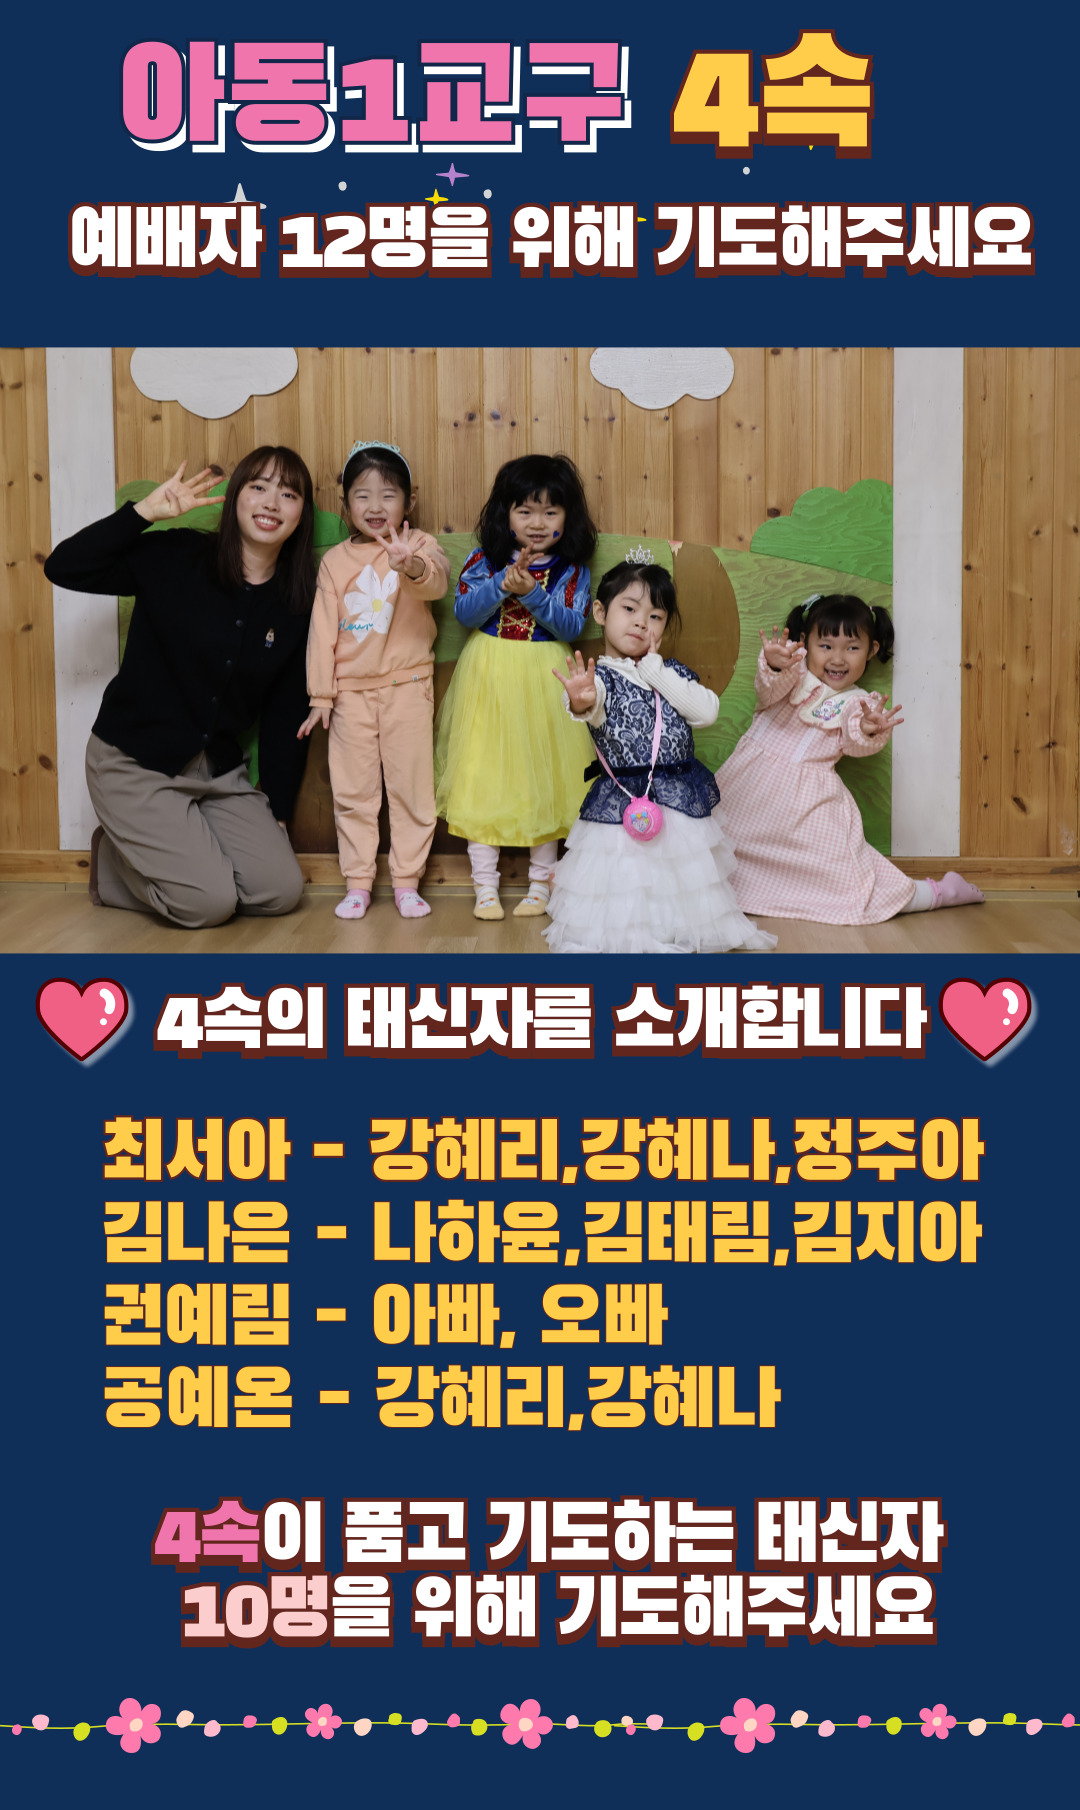 아동1교구 4속
예배자 12명을 위해 기도해주세요
4속의 태신자를 소개합니다
최서아 - 강혜리,강혜나,정주아
김나은 - 나하윤,김태림,김지아
권예림 - 아빠, 오빠
공예온 - 강혜리,강혜나
4속이 품고 기도하는 태신자
10명을 위해 기도해주세요